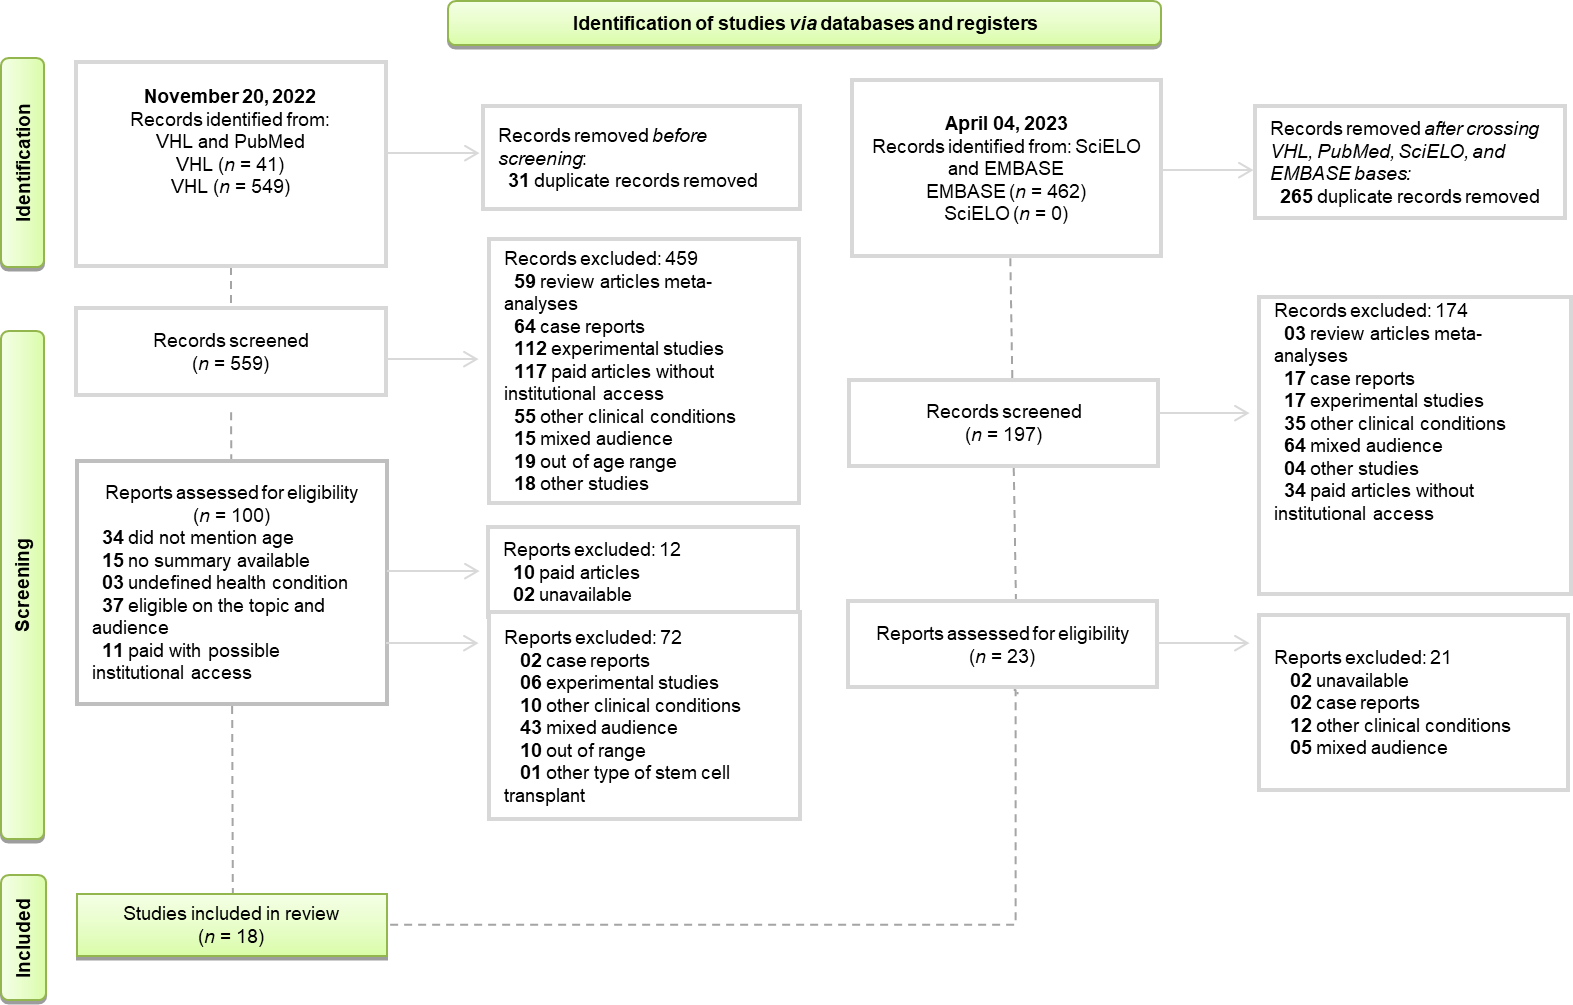 Identification of studies via databases and registers
Identification
November 20, 2022
Records identified from:
VHL and PubMed
VHL (n = 41)
VHL (n = 549)
Records removed before
screening:
31 duplicate records removed
April 04, 2023
Records identified from: SciELO
and EMBASE
EMBASE (n = 462)
SciELO (n = 0)
Records removed after crossing
VHL, PubMed, SciELO, and
EMBASE bases:
265 duplicate records removed
Screening
Records screened
(n = 559)
Records excluded: 459
59 review articles meta-
analyses
64 case reports
112 experimental studies
117 paid articles without
institutional access
55 other clinical conditions
15 mixed audience
19 out of age range
18 other studies
Records screened
(n = 197)
Records excluded: 174
03 review articles meta-
analyses
17 case reports
17 experimental studies
35 other clinical conditions
64 mixed audience
04 other studies
34 paid articles without
institutional access
Reports assessed for eligibility
(n = 100)
34 did not mention age
15 no summary available
03 undefined health condition
37 eligible on the topic and
audience
11 paid with possible
institutional access
Reports excluded: 12
10 paid articles
02 unavailable
Reports excluded: 72
02 case reports
06 experimental studies
10 other clinical conditions
43 mixed audience
10 out of range
01 other type of stem cell
transplant
Reports assessed for eligibility
(n = 23)
Reports excluded: 21
02 unavailable
02 case reports
12 other clinical conditions
05 mixed audience
Included
Studies included in review
(n = 18)